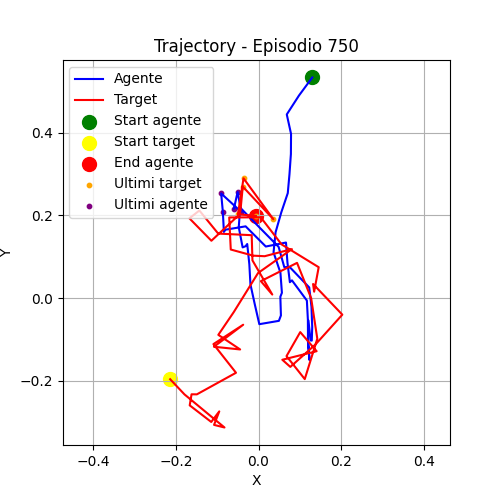 Trajectory - Episodio 750
Agente
Target
Start agente
Start target
End agente
Ultimi target
Ultimi agente
Y
0.4
0.2
0.0
−0.2
−0.4
−0.2
0.0
0.2
0.4
X